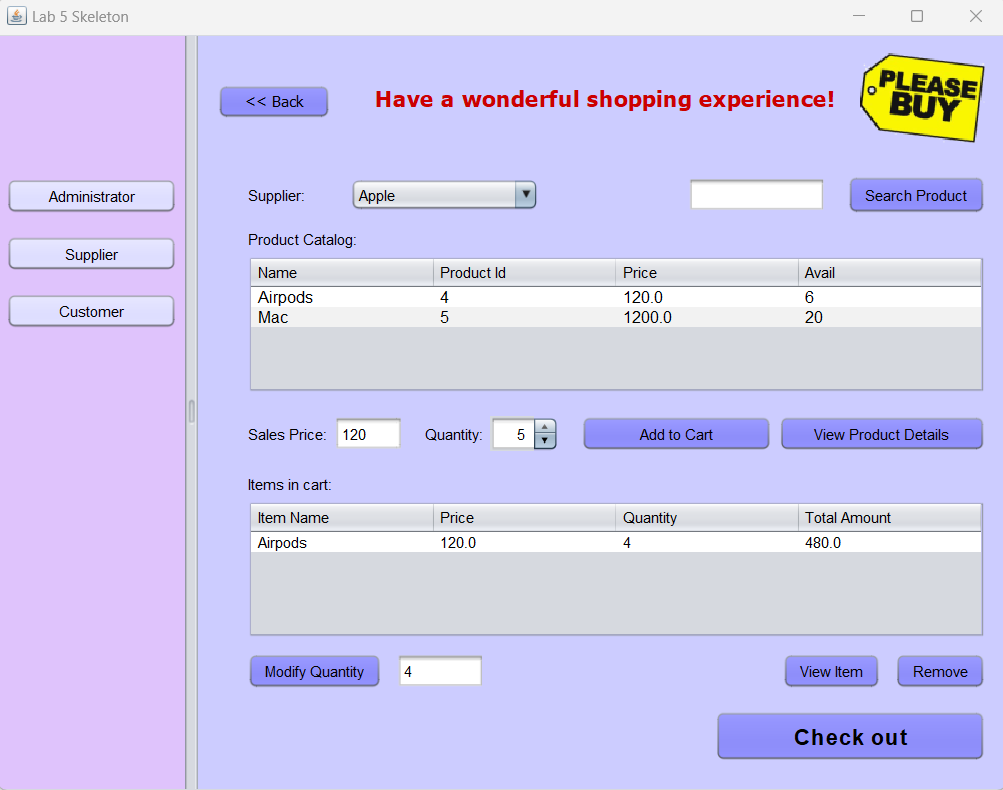 Lab 5 Skeleton
<< Back
Have a wonderful shopping experience!
PLEASE
BUY
Administrator
Supplier
Customer
Supplier: Apple Search Product
Product Catalog:
Name Product Id Price Avail
Airpods 4 120.0 6
Mac 5 1200.0 20
Sales Price: 120 Quantity: 5 Add to Cart View Product Details
Items in cart:
Item Name Price Quantity Total Amount
Airpods 120.0 4 480.0
Modify Quantity 4 View Item Remove
Check out